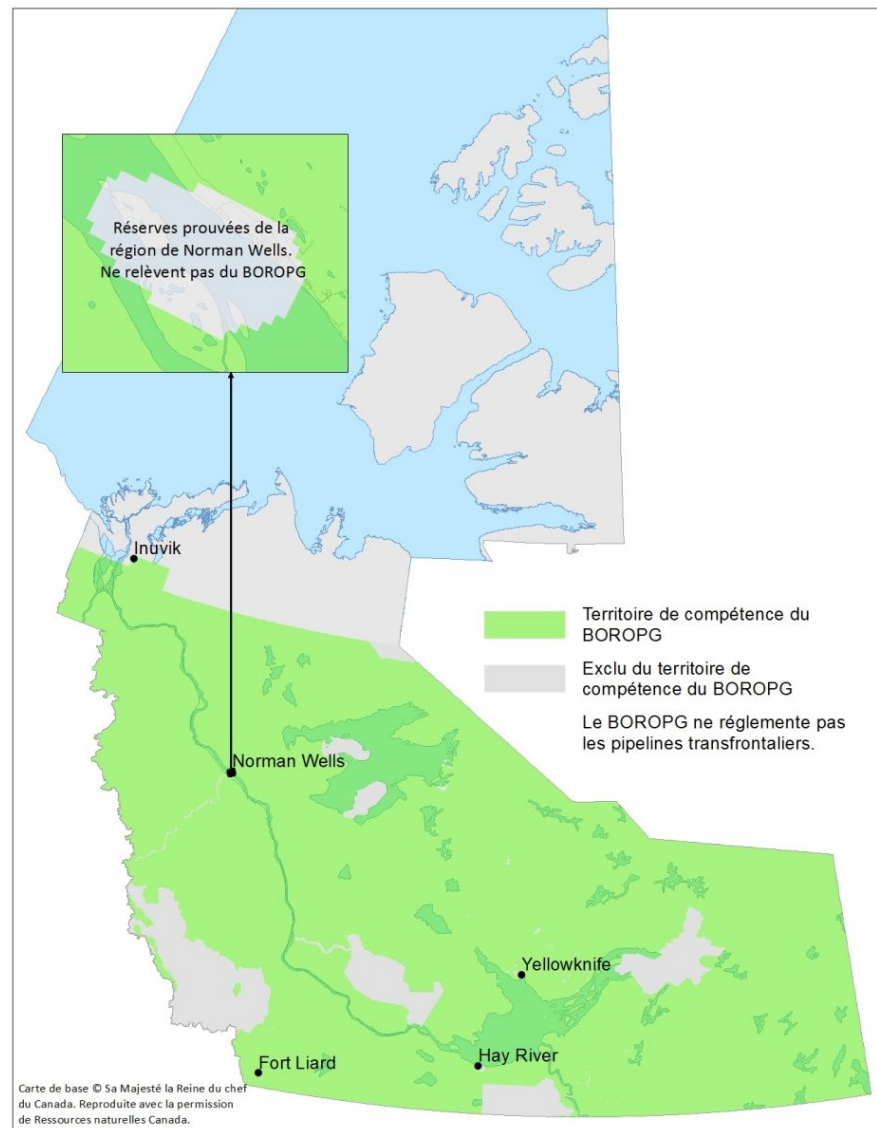 Réserves prouvées de la
région de Norman Wells.
Ne relèvent pas du BOROPG
Inuvik
Territoire de compétence du
BOROPG
Exclu du territoire de
compétence du BOROPG
Le BOROPG ne réglemente pas
les pipelines transfrontaliers.
Norman Wells
Yellowknife
Hay River
Fort Liard
Carte de base © Sa Majesté la Reine du chef
du Canada. Reproduite avec la permission
de Ressources naturelles Canada.